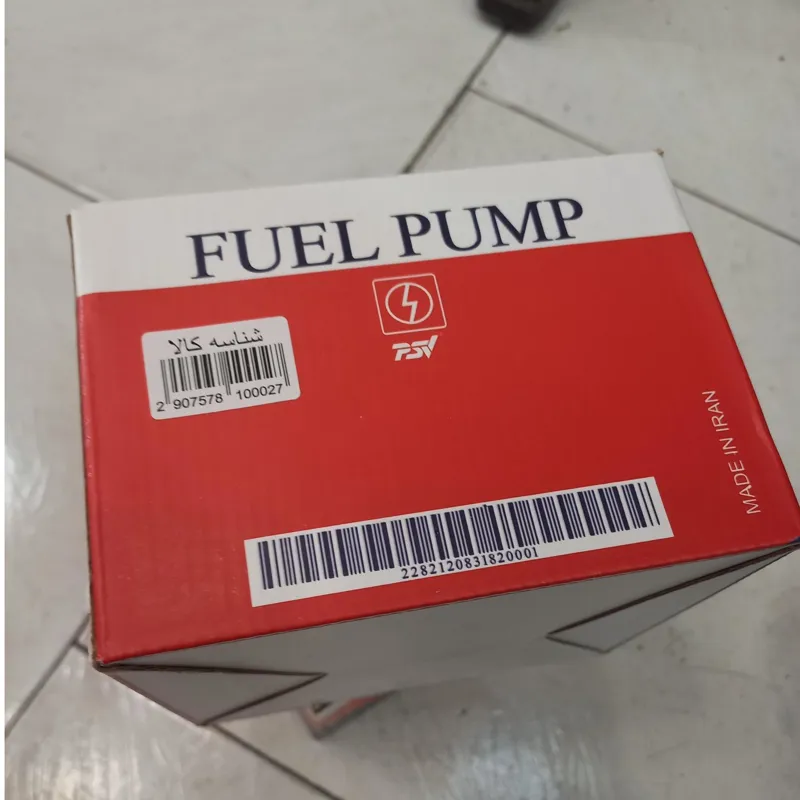 FUEL PUMP
PSV
شناسه کالا
2 907578 100027
MADE IN IRAN
2282120831820001